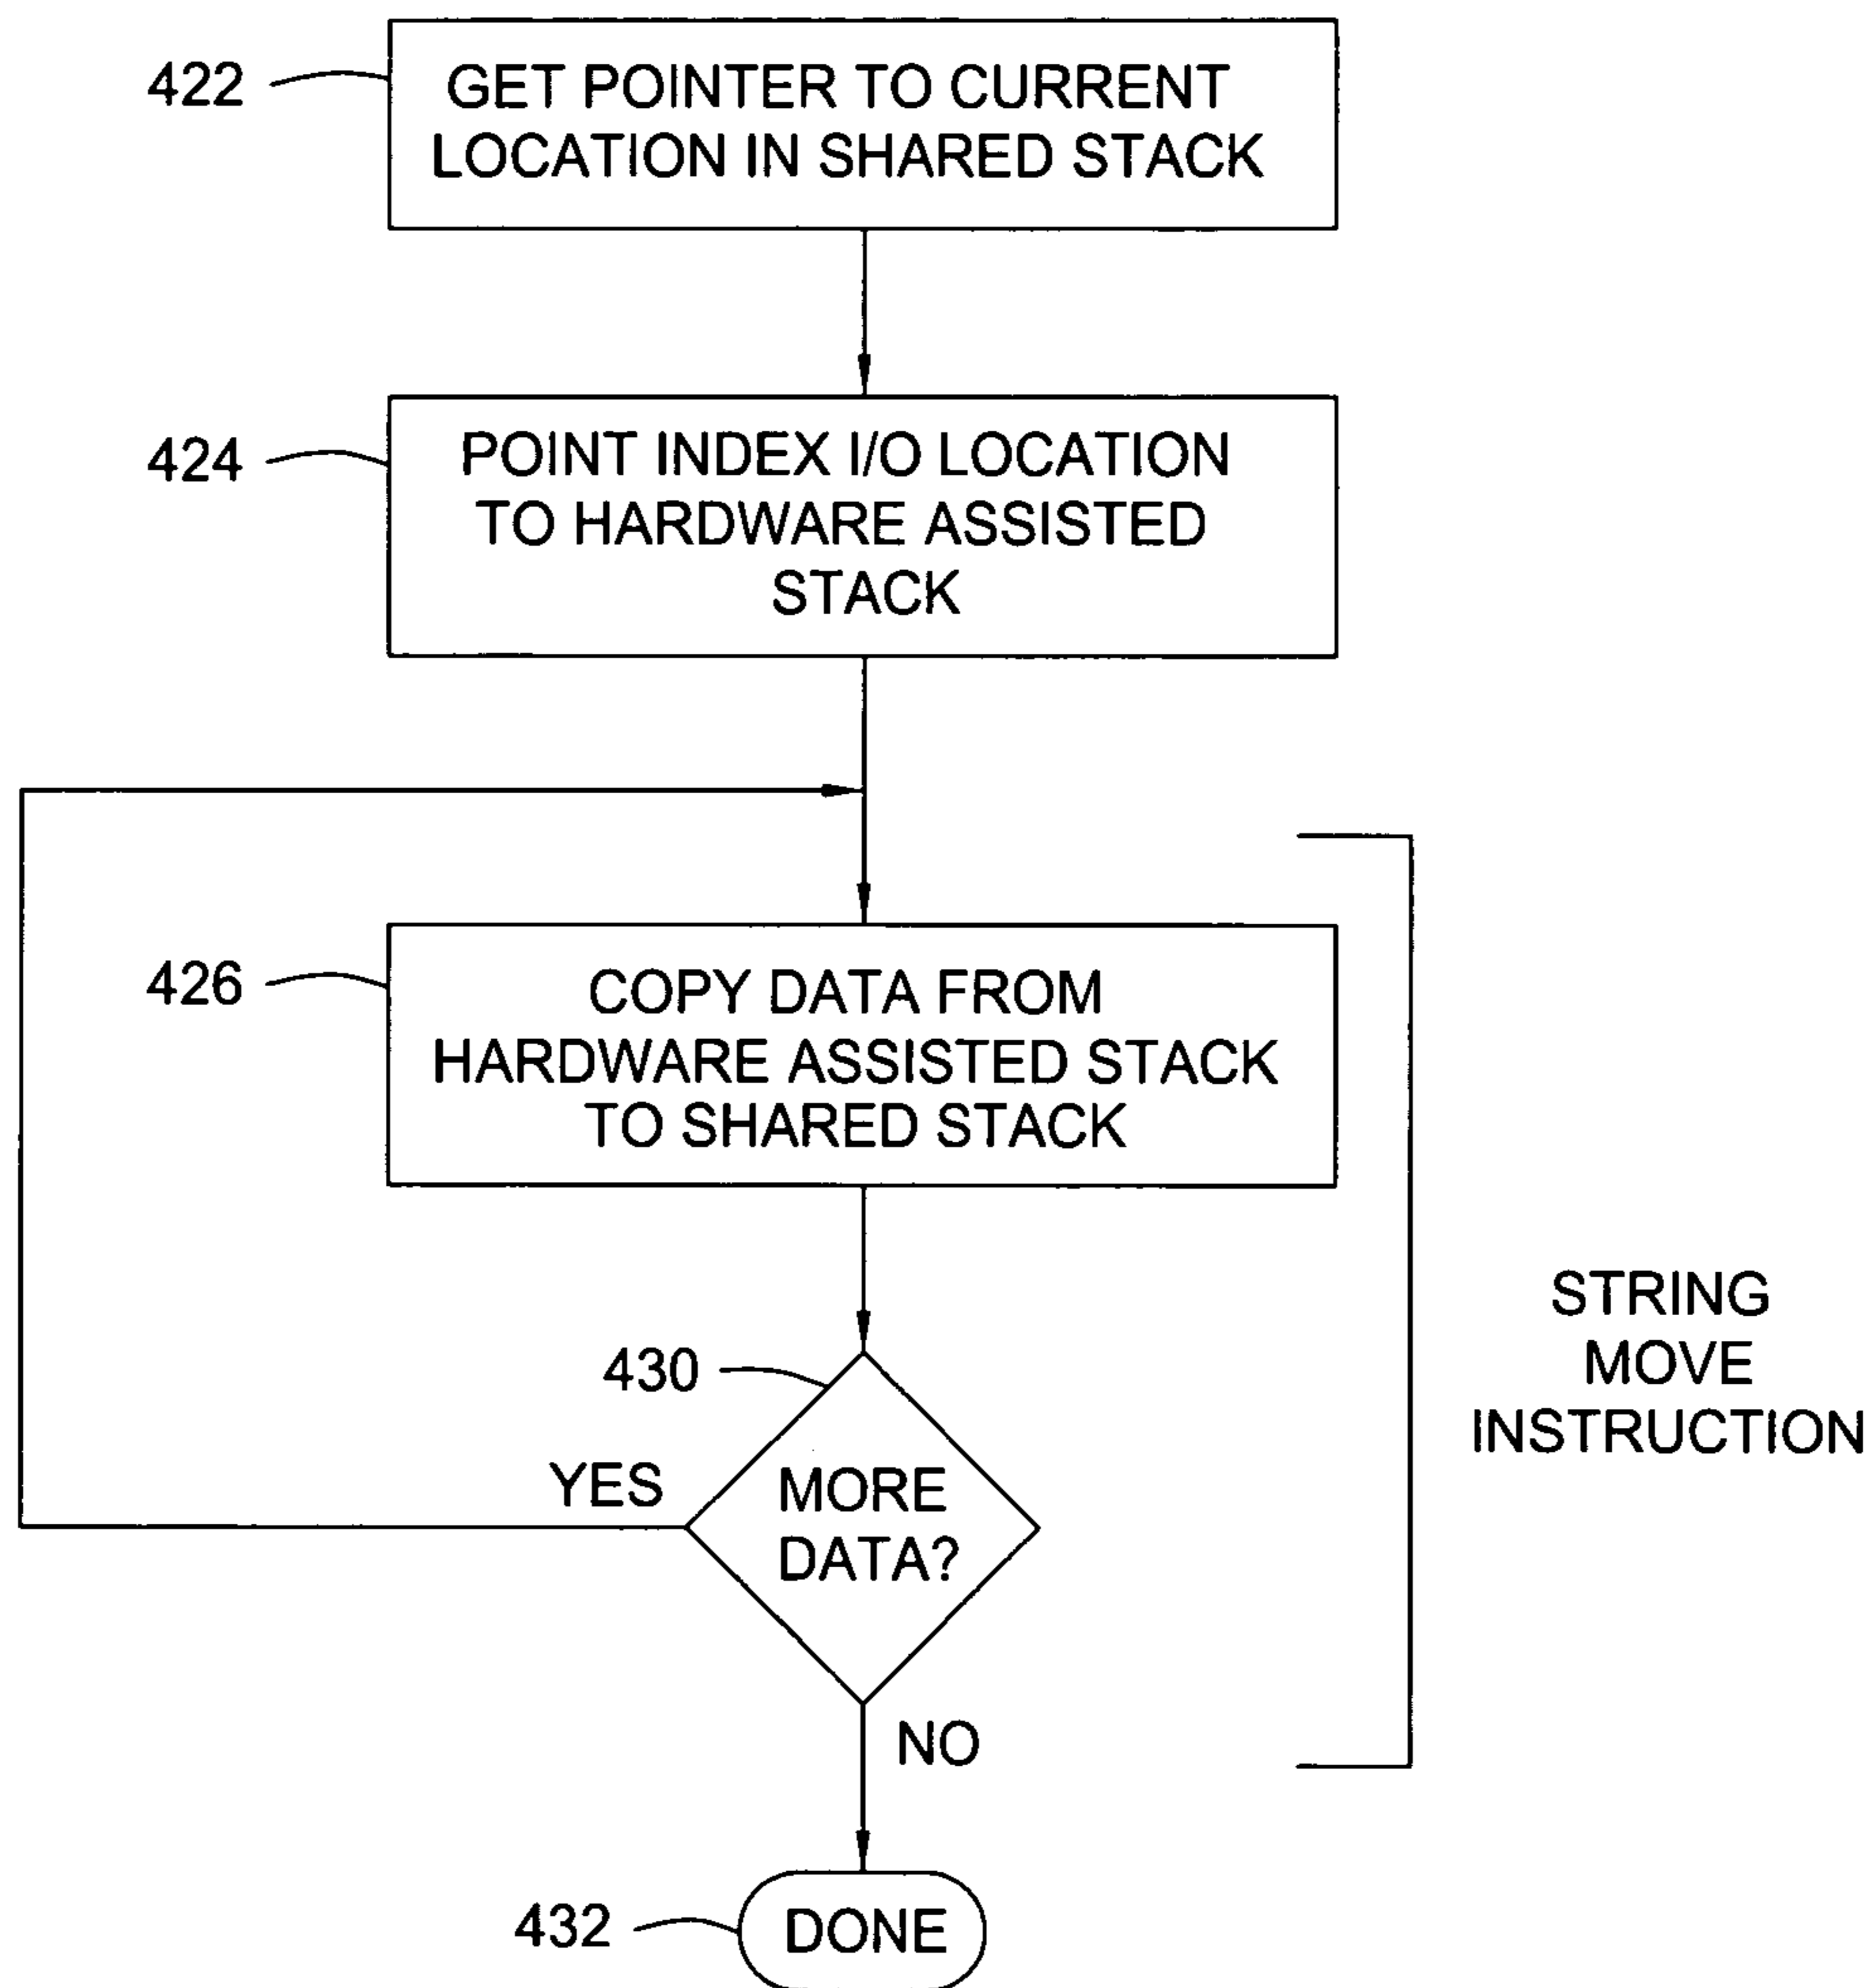 422
GET POINTER TO CURRENT
LOCATION IN SHARED STACK
424
POINT INDEX I/O LOCATION
TO HARDWARE ASSISTED
STACK
426
COPY DATA FROM
HARDWARE ASSISTED STACK
TO SHARED STACK
STRING
MOVE
INSTRUCTION
430
YES
MORE
DATA?
NO
432
DONE